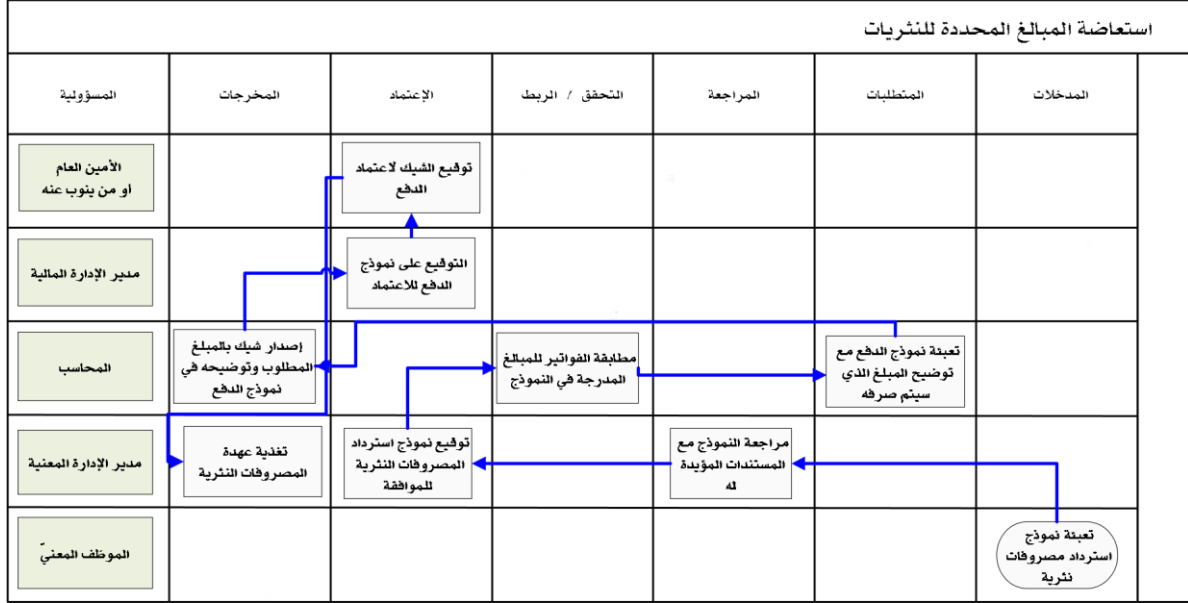 استعاضة المبالغ المحددة للنثريات
المدخلات
المتطلبات
المراجعة
التحقق / الربط
الإعتماد
المخرجات
المسؤولية
توقيع الشيك لاعتماد
الدفع
الأمين العام
او من ينوب عنه
التوقيع على نموذج
الدفع للاعتماد
مدير الإدارة المالية
تعبئة نموذج الدفع مع
توضيح المبلغ الذي
سيتم صرفه
مطابقة الفواتير للمبالغ
المدرجة في النموذج
إصدار شيك بالمبلغ
المطلوب وتوضيحه في
نموذج الدفع
المحاسب
مراجعة النموذج مع
المستندات المؤيدة
له
توقيع نموذج استرداد
المصروفات النثرية
للموافقة
تغذية عهدة
المصروفات النثرية
مدير الإدارة المعنية
تعبئة نموذج
استرداد مصروفات
نثرية
الموظف المعنيّ